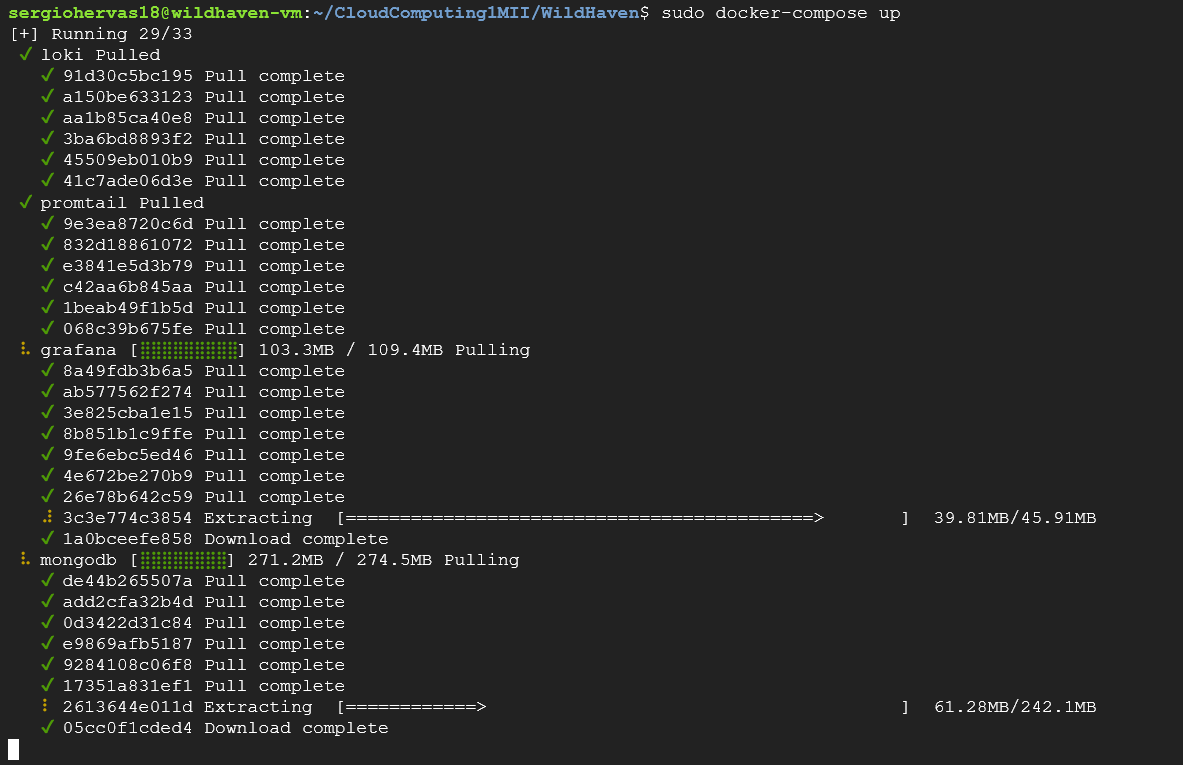 sergiohervas18@wildhaven-vm:~/CloudComputing1MII/WildHaven$ sudo docker-compose up
[+] Running 29/33
✓ loki Pulled
✓ 91d30c5bc195 Pull complete
✓ a150be633123 Pull complete
✓ aa1b85ca40e8 Pull complete
✓ 3ba6bd8893f2 Pull complete
✓ 45509eb010b9 Pull complete
✓ 41c7ade06d3e Pull complete
✓ promtail Pulled
✓ 9e3ea8720c6d Pull complete
✓ 832d18861072 Pull complete
✓ e3841e5d3b79 Pull complete
✓ c42aa6b845aa Pull complete
✓ 1beab49f1b5d Pull complete
✓ 068c39b675fe Pull complete
⠧ grafana [⣿⣿⣿⣿⣿⣿⣿⣿⣿] 103.3MB / 109.4MB Pulling
✓ 8a49fdb3b6a5 Pull complete
✓ ab577562f274 Pull complete
✓ 3e825cba1e15 Pull complete
✓ 8b851b1c9ffe Pull complete
✓ 9fe6ebc5ed46 Pull complete
✓ 4e672be270b9 Pull complete
✓ 26e78b642c59 Pull complete
⠼ 3c3e774c3854 Extracting [===========================================>       ] 39.81MB/45.91MB
✓ 1a0bceefe858 Download complete
⠧ mongodb [⣿⣿⣿⣿⣿⣿⣿⣿] 271.2MB / 274.5MB Pulling
✓ de44b265507a Pull complete
✓ add2cfa32b4d Pull complete
✓ 0d3422d31c84 Pull complete
✓ e9869afb5187 Pull complete
✓ 9284108c06f8 Pull complete
✓ 17351a831ef1 Pull complete
⠇ 2613644e011d Extracting [============>                                      ] 61.28MB/242.1MB
✓ 05cc0f1cded4 Download complete